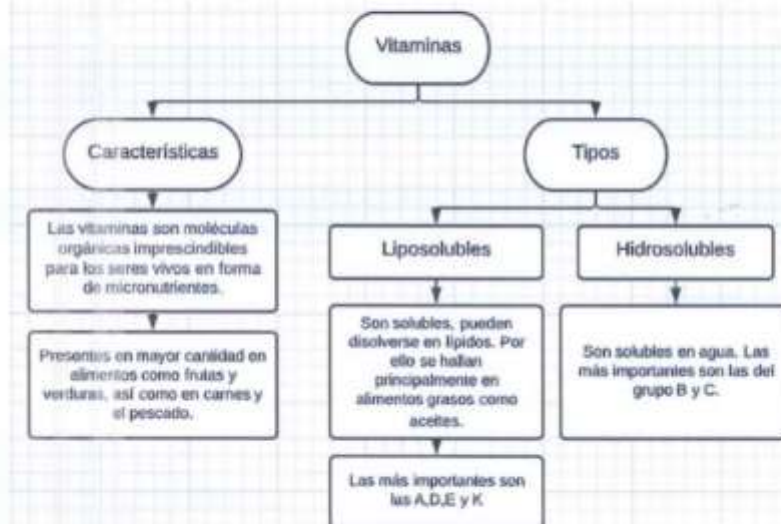 Vitaminas
Características
Tipos
Las vitaminas son moléculas
orgánicas imprescindibles
para los seres vivos en forma
de micronutrientes.
Liposolubles
Hidrosolubles
Presentes en mayor cantidad en
alimentos como frutas y
verduras, así como en carnes y
el pescado.
Son solubles, pueden
disolverse en lípidos. Por
ello se hallan
principalmente en
alimentos grasos como
aceites.
Son solubles en agua. Las
más importantes son las del
grupo B y C.
Las más importantes son
las A,D,E y K